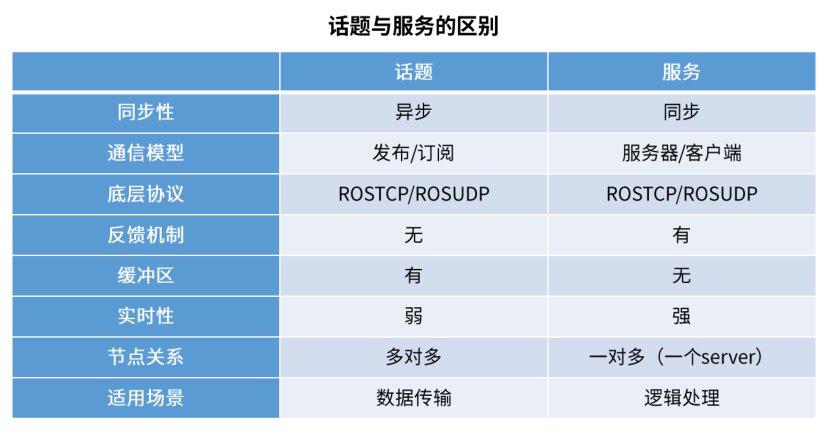 话题与服务的区别
话题 服务
同步性 异步 同步
通信模型 发布/订阅 服务器/客户端
底层协议 ROSTCP/ROSUDP ROSTCP/ROSUDP
反馈机制 无 有
缓冲区 有 无
实时性 弱 强
节点关系 多对多 一对多（一个server）
适用场景 数据传输 逻辑处理